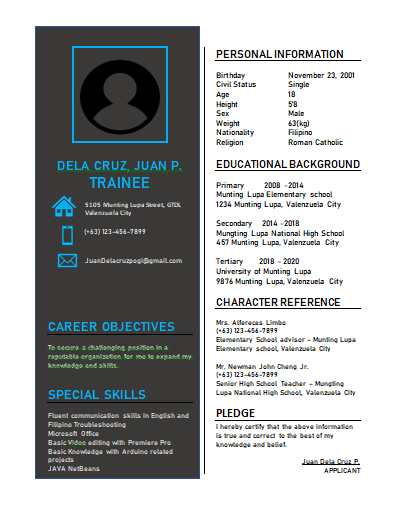 DELA CRUZ, JUAN P.
TRAINEE
5105 Munting Lupa Street, GTDL
Valenzuela City
(+63) 123-456-7899
JuanDelacruzpogi@gmail.com
CAREER OBJECTIVES
To secure a challenging position in a
reputable organization for me to expand my
knowledge and skills.
SPECIAL SKILLS
Fluent communication skills in English and
Filipino Troubleshooting
Microsoft Office
Basic Video editing with Premiere Pro
Basic Knowledge with Arduino related
projects
JAVA NetBeans
PERSONAL INFORMATION
Birthday November 23, 2001
Civil Status Single
Age 18
Height 5'8
Sex Male
Weight 63(kg)
Nationality Filipino
Religion Roman Catholic
EDUCATIONAL BACKGROUND
Primary 2008 -2014
Munting Lupa Elementary school
1234 Munting Lupa, Valenzuela City
Secondary 2014 -2018
Mungting Lupa National High School
457 Munting Lupa, Valenzuela City
Tertiary 2018 - 2020
University of Munting Lupa
9876 Munting Lupa, Valenzuela City
CHARACTER REFERENCE
Mrs. Alfereces Limbo
(+63) 123-456-7899
Elementary School advisor - Munting Lupa
Elementary school, Valenzuela City
Mr. Newman John Cheng Jr.
(+63) 123-456-7899
Senior High School Teacher - Mungting
Lupa National High School, Valenzuela City
PLEDGE
I hereby certify that the above information
is true and correct to the best of my
knowledge and belief.
Juan Dela Cruz P.
APPLICANT